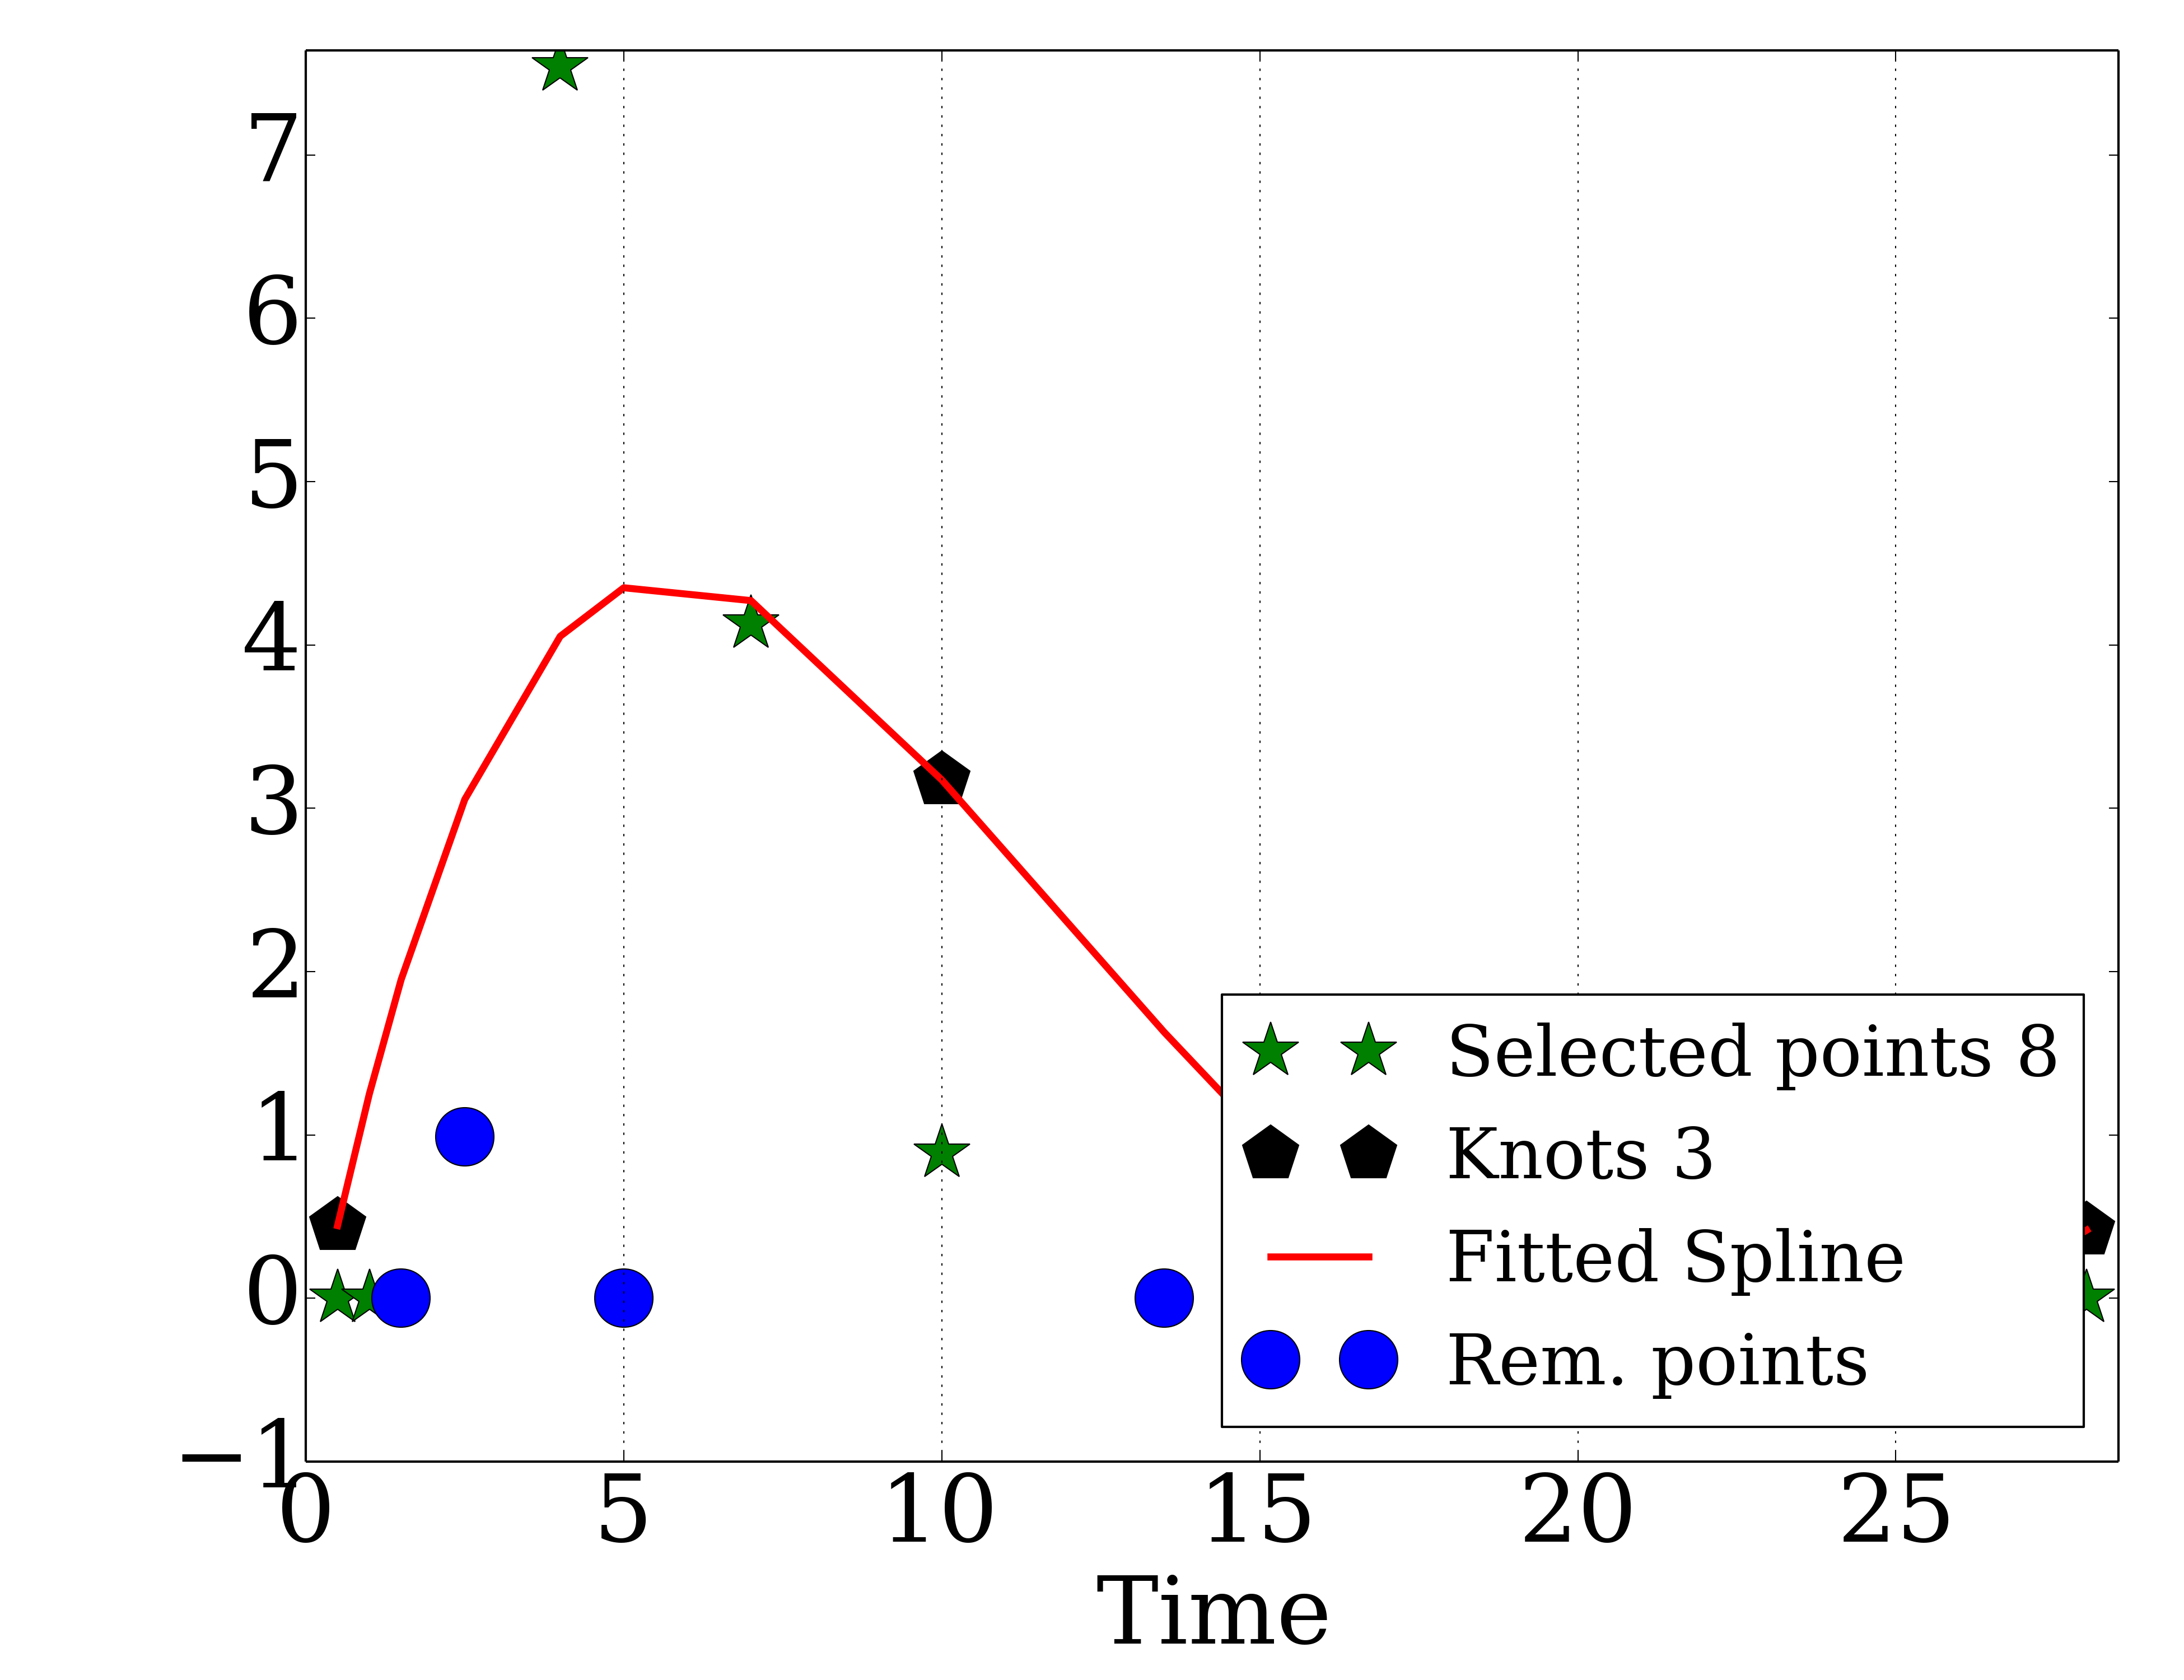 7
6
5
4
3
2
1
0
−1
Selected points 8
Knots 3
Fitted Spline
Rem. points
0 5 10 15 20 25
Time